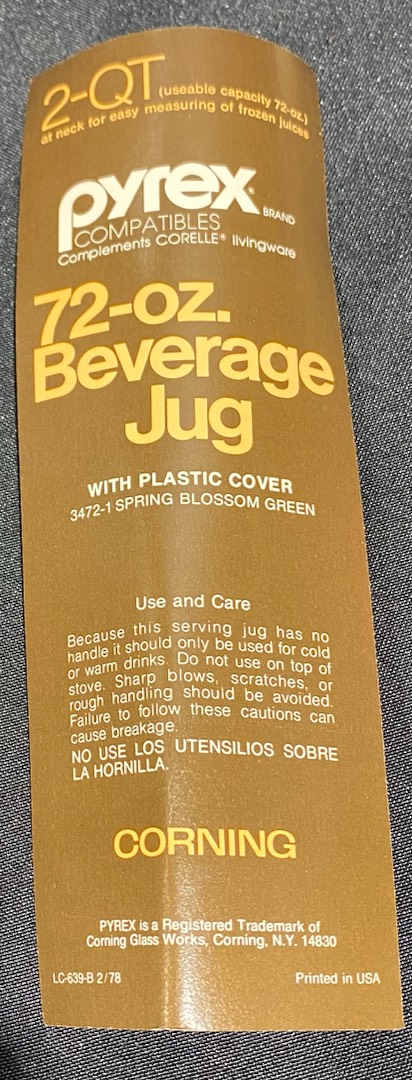 2-QT (useable capacity 72-oz.)
at neck for easy measuring of frozen juices
pyrex® BRAND
COMPATIBLES
Complements CORELLE® livingware
72-oz.
Beverage
Jug
WITH PLASTIC COVER
3472-1 SPRING BLOSSOM GREEN
Use and Care
Because this serving jug has no
handle it should only be used for cold
or warm drinks. Do not use on top of
stove. Sharp blows, scratches, or
rough handling should be avoided.
Failure to follow these cautions can
cause breakage.
NO USE LOS UTENSILIOS SOBRE
LA HORNILLA.
CORNING
PYREX is a Registered Trademark of
Corning Glass Works, Corning, N.Y. 14830
LC-639-B 2/78 Printed in USA